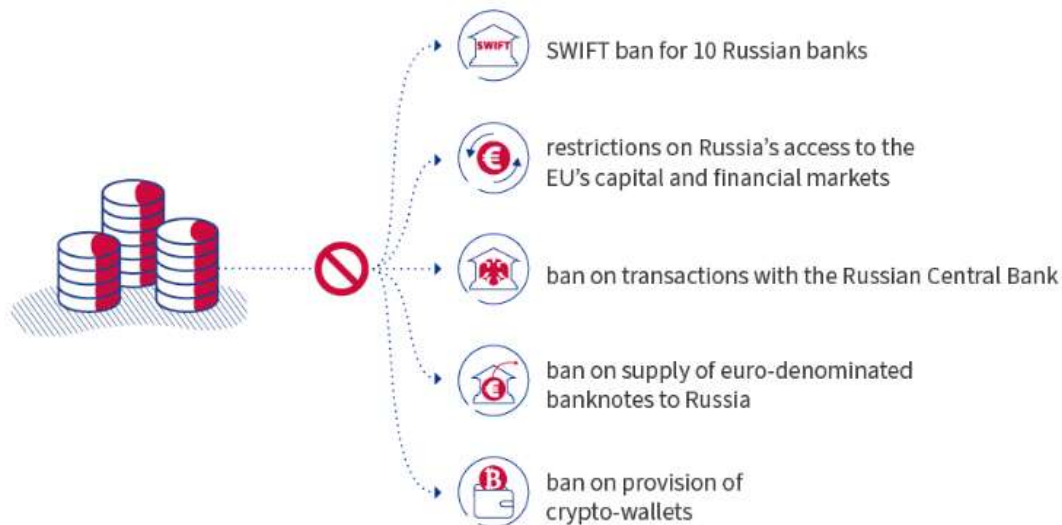 SWIFT
SWIFT ban for 10 Russian banks
restrictions on Russia's access to the
EU's capital and financial markets
ban on transactions with the Russian Central Bank
ban on supply of euro-denominated
banknotes to Russia
ban on provision of
crypto-wallets